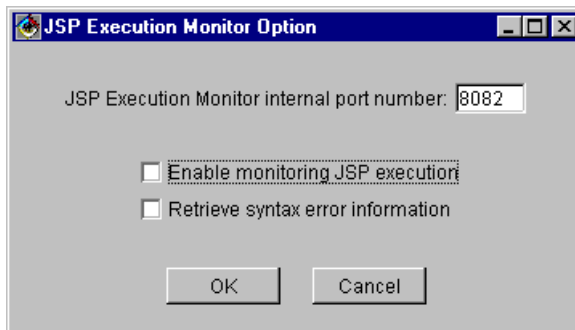 JSP Execution Monitor Option
JSP Execution Monitor internal port number: 8082
Enable monitoring JSP execution
Retrieve syntax error information
OK Cancel